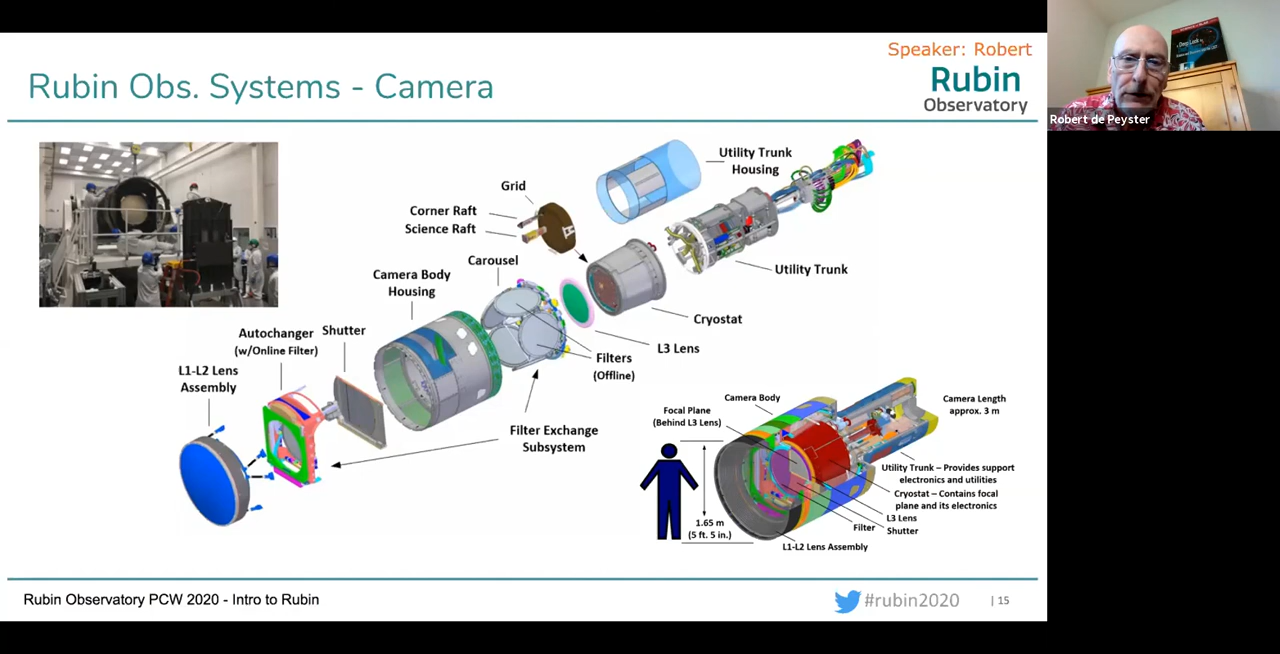 Speaker: Robert
Rubin Obs. Systems - Camera
Rubin
Observatory
Robert de Peyster
Utility Trunk
Housing
Grid
Corner Raft
Science Raft
Carousel
Camera Body
Housing
Utility Trunk
Cryostat
L3 Lens
Filters
(Offline)
Autochanger
(w/Online Filter)
Shutter
L1-L2 Lens
Assembly
Filter Exchange
Subsystem
Camera Body
Focal Plane
(Behind L3 Lens)
Camera Length
approx. 3 m
1.65 m
(5 ft. 5 in.)
Utility Trunk – Provides support
electronics and utilities
Cryostat – Contains focal
plane and its electronics
L3 Lens
Shutter
Filter
L1-L2 Lens Assembly
Rubin Observatory PCW 2020 - Intro to Rubin
#rubin2020
| 15